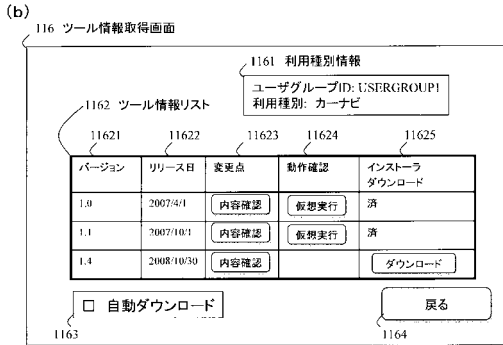 (b)
116 ツール情報取得画面
1161 利用種別情報
ユーザグループID: USERGROUP1
利用種別: カーナビ
1162 ツール情報リスト
11621 11622 11623 11624 11625
バージョン リリース日 変更点 動作確認 インストーラ
ダウンロード
1.0 2007/4/1 内容確認 仮想実行 済
1.1 2007/10/1 内容確認 仮想実行 済
1.4 2008/10/30 内容確認 ダウンロード
□ 自動ダウンロード 戻る
1163 1164